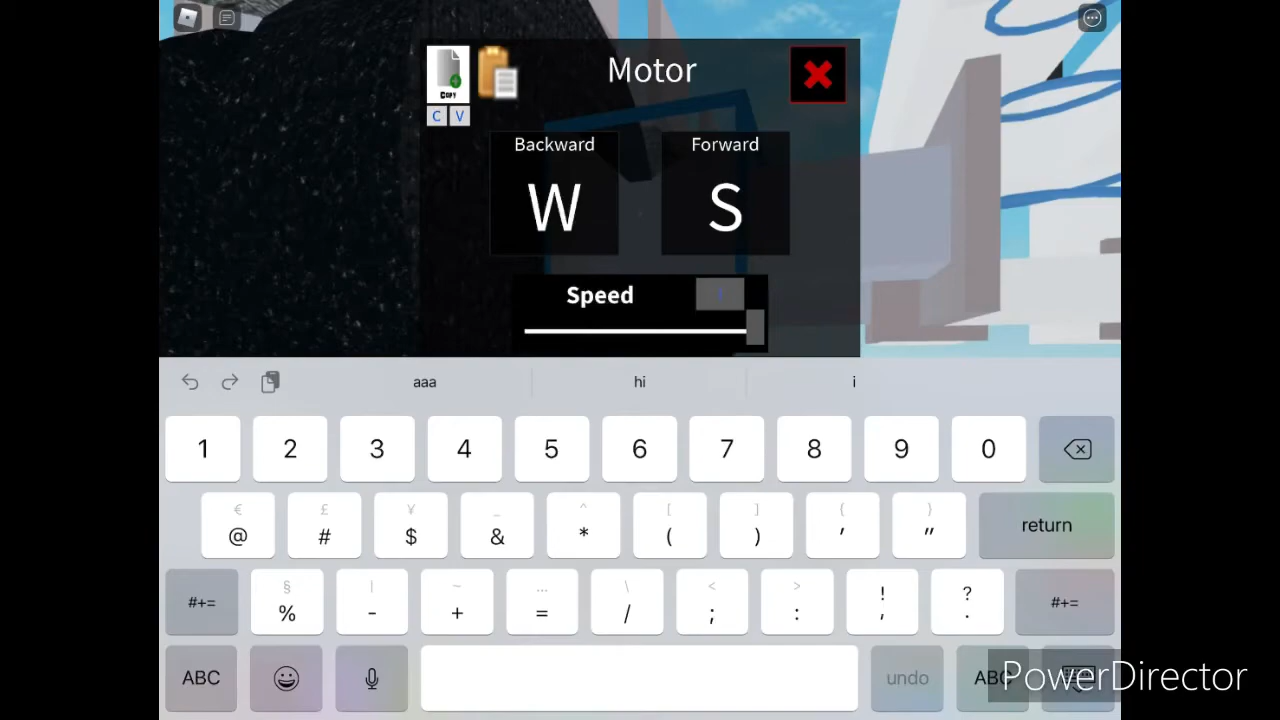 Motor
COPY
C V
Backward Forward
W S
Speed
aaa hi i
1 2 3 4 5 6 7 8 9 0
€ £ ¥ _ ^ [ ] { }
@ # $ & * ( ) ' " return
§ | ~ … \ < > ! ?
#+= % - + = / ; : , . #+=
ABC undo ABC
PowerDirector